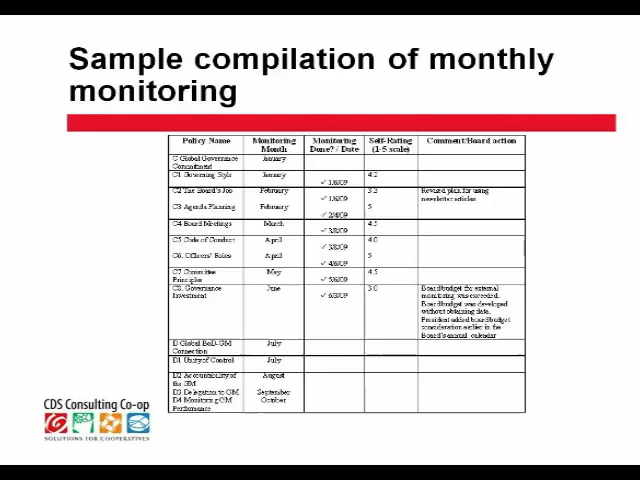 Sample compilation of monthly
monitoring
Policy Name Monitoring Month Monitoring Done? / Date Self-Rating (1-5 scale) Comment/Board action
C Global Governance Commitment January
C1 Governing Style January ✓ 1/6/09 4.2
C2 The Board's Job February ✓ 1/6/09 3.3 Revised plan for using newsletter articles
C3 Agenda Planning February ✓ 2/4/09 5
C4 Board Meetings March ✓ 3/8/09 4.5
C5 Code of Conduct April ✓ 3/8/09 4.0
C6. Officers' Roles April ✓ 4/6/09 5
C7 Committee Principles May ✓ 5/6/09 4.5
C8. Governance Investment June ✓ 6/3/09 3.0 Board budget for external monitoring was exceeded. Board budget was developed without obtaining data. President added board budget consideration earlier in the Board's annual calendar
D Global BoD-GM Connection July
D1 Unity of Control July
D2 Accountability of the GM August
D3 Delegation to GM September
D4 Monitoring GM Performance October
CDS Consulting Co-op
SOLUTIONS FOR COOPERATIVES